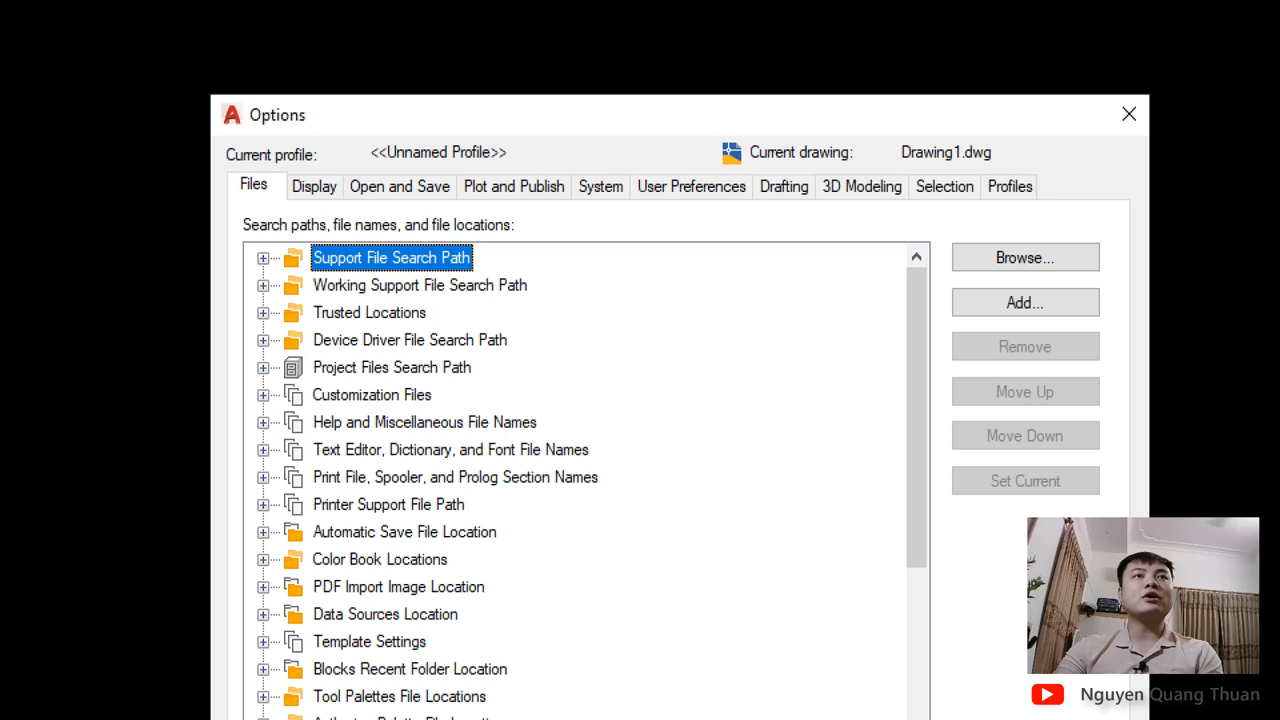 Options
Current profile: <<Unnamed Profile>> Current drawing: Drawing1.dwg
Files Display Open and Save Plot and Publish System User Preferences Drafting 3D Modeling Selection Profiles
Search paths, file names, and file locations:
Support File Search Path
Working Support File Search Path
Trusted Locations
Device Driver File Search Path
Project Files Search Path
Customization Files
Help and Miscellaneous File Names
Text Editor, Dictionary, and Font File Names
Print File, Spooler, and Prolog Section Names
Printer Support File Path
Automatic Save File Location
Color Book Locations
PDF Import Image Location
Data Sources Location
Template Settings
Blocks Recent Folder Location
Tool Palettes File Locations
Browse...
Add...
Remove
Move Up
Move Down
Set Current
Nguyen Quang Thuan